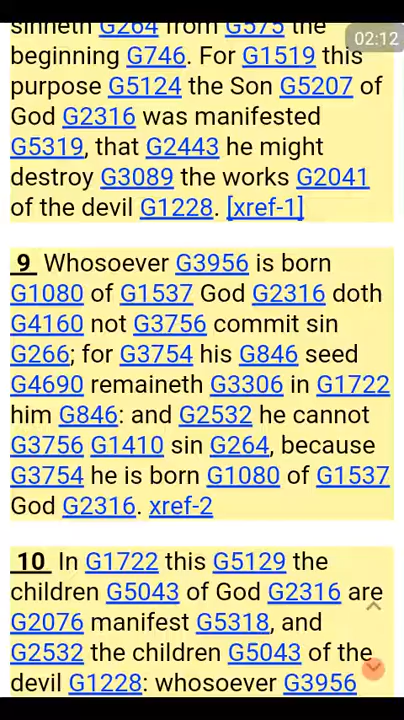 sinneth G264 from G575 the
02:12
beginning G746. For G1519 this
purpose G5124 the Son G5207 of
God G2316 was manifested
G5319, that G2443 he might
destroy G3089 the works G2041
of the devil G1228. [xref-1]
9 Whosoever G3956 is born
G1080 of G1537 God G2316 doth
G4160 not G3756 commit sin
G266; for G3754 his G846 seed
G4690 remaineth G3306 in G1722
him G846: and G2532 he cannot
G3756 G1410 sin G264, because
G3754 he is born G1080 of G1537
God G2316. xref-2
10 In G1722 this G5129 the
children G5043 of God G2316 are
G2076 manifest G5318, and
G2532 the children G5043 of the
devil G1228: whosoever G3956